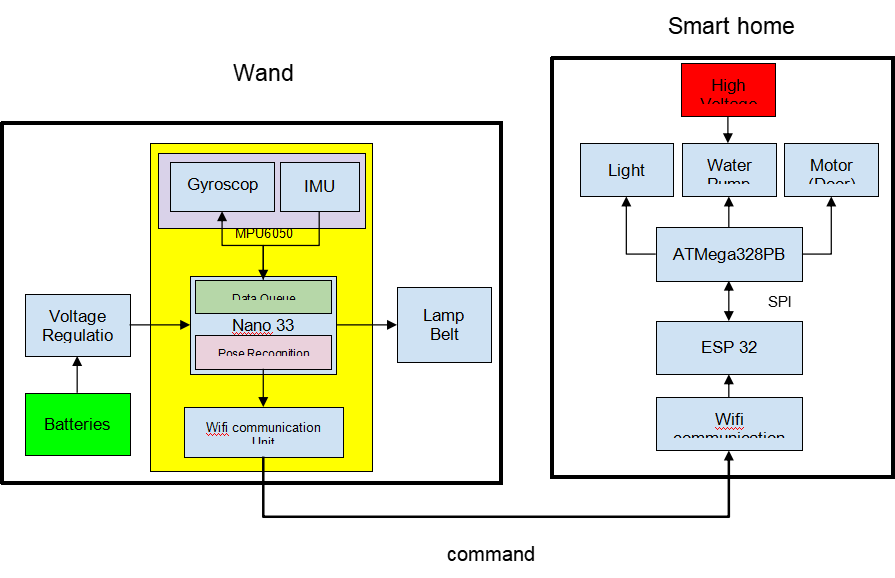 Smart home
Wand
High
Voltage
Light
Water
Pump
Motor
(Door)
Gyroscop
IMU
MPU6050
ATMega328PB
SPI
Data Queue
Nano 33
Pose Recognition
Voltage
Regulatio
Lamp
Belt
ESP 32
Batteries
Wifi communication
Unit
Wifi
communication
command